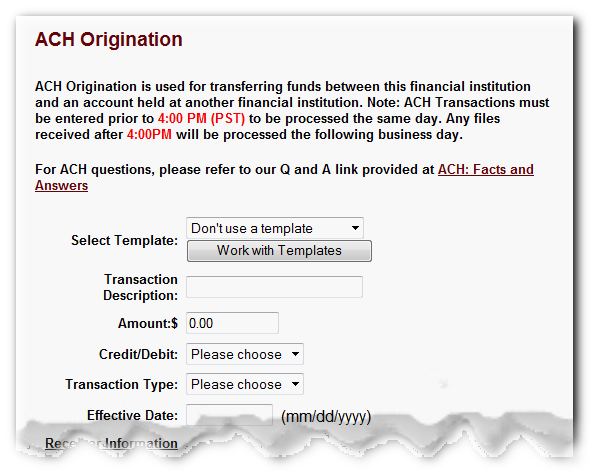 ACH Origination
ACH Origination is used for transferring funds between this financial institution
and an account held at another financial institution. Note: ACH Transactions must
be entered prior to 4:00 PM (PST) to be processed the same day. Any files
received after 4:00PM will be processed the following business day.
For ACH questions, please refer to our Q and A link provided at ACH: Facts and
Answers
Select Template:
Don't use a template
Work with Templates
Transaction
Description:
Amount:$ 0.00
Credit/Debit: Please choose
Transaction Type: Please choose
Effective Date: (mm/dd/yyyy)
Information